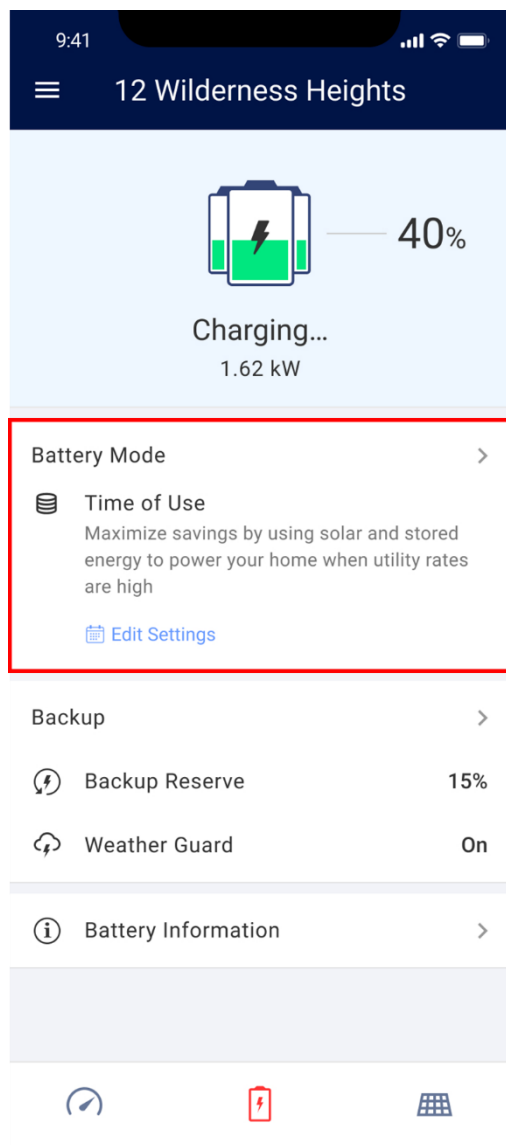 9:41
12 Wilderness Heights
40%
Charging...
1.62 kW
Battery Mode
Time of Use
Maximize savings by using solar and stored
energy to power your home when utility rates
are high
Edit Settings
Backup
Backup Reserve 15%
Weather Guard On
Battery Information